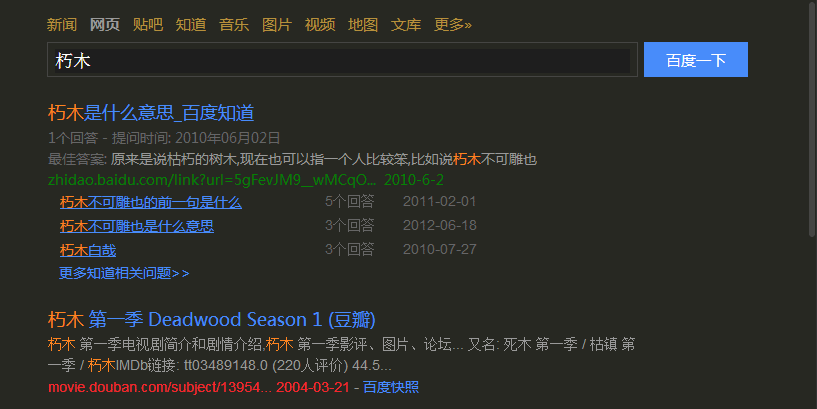 新闻 网页 贴吧 知道 音乐 图片 视频 地图 文库 更多»
朽木 百度一下
朽木是什么意思_百度知道
1个回答 - 提问时间: 2010年06月02日
最佳答案: 原来是说枯朽的树木,现在也可以指一个人比较笨,比如说朽木不可雕也
zhidao.baidu.com/link?url=5gFevJM9__wMCqO... 2010-6-2
朽木不可雕也的前一句是什么 5个回答 2011-02-01
朽木不可雕也是什么意思 3个回答 2012-06-18
朽木白哉 3个回答 2010-07-27
更多知道相关问题>>
朽木 第一季 Deadwood Season 1 (豆瓣)
朽木 第一季电视剧简介和剧情介绍,朽木 第一季影评、图片、论坛... 又名: 死木 第一季 / 枯镇 第
一季 / 朽木IMDb链接: tt03489148.0 (220人评价) 44.5...
movie.douban.com/subject/13954... 2004-03-21 - 百度快照